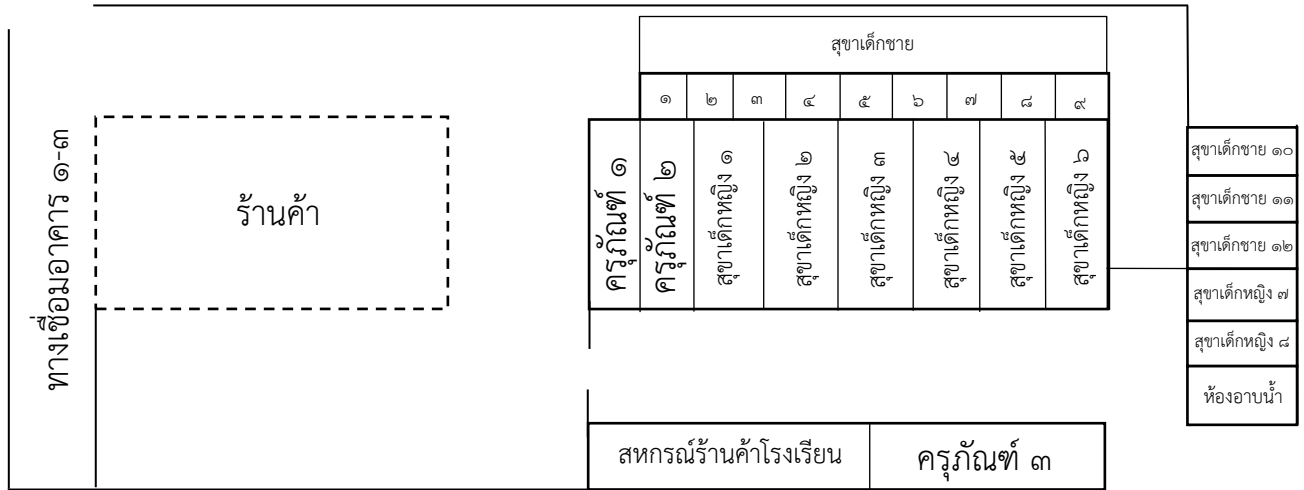 สุขาเด็กชาย
๑ ๒ ๓ ๔ ๕ ๖ ๗ ๘ ๙
ทางเชื่อมอาคาร ๑-๓
ร้านค้า
ครุภัณฑ์ ๑
ครุภัณฑ์ ๒
สุขาเด็กหญิง ๑
สุขาเด็กหญิง ๒
สุขาเด็กหญิง ๓
สุขาเด็กหญิง ๔
สุขาเด็กหญิง ๕
สุขาเด็กหญิง ๖
สุขาเด็กชาย ๑๐
สุขาเด็กชาย ๑๑
สุขาเด็กชาย ๑๒
สุขาเด็กหญิง ๗
สุขาเด็กหญิง ๘
ห้องอาบน้ำ
สหกรณ์ร้านค้าโรงเรียน
ครุภัณฑ์ ๓